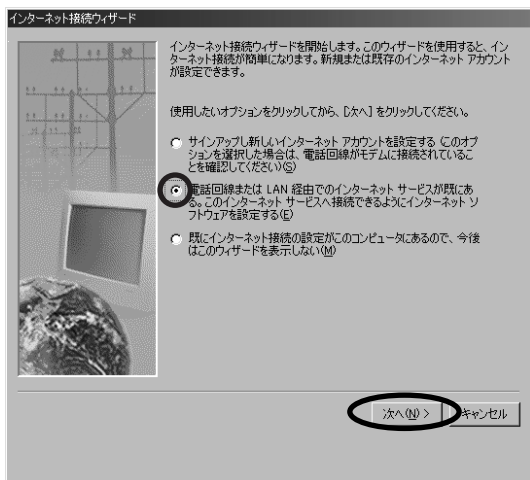 インターネット接続ウィザード
インターネット接続ウィザードを開始します。このウィザードを使用すると、イン
ターネット接続が簡単になります。新規または既存のインターネット アカウント
が設定できます。
使用したいオプションをクリックしてから、[次へ] をクリックしてください。
サインアップし新しいインターネット アカウントを設定する (このオプ
ションを選択した場合は、電話回線がモデムに接続されているこ
とを確認してください)(S)
電話回線または LAN 経由でのインターネット サービスが既にあ
る。このインターネット サービスへ接続できるようにインターネット ソ
フトウェアを設定する(E)
既にインターネット接続の設定がこのコンピュータにあるので、今後
はこのウィザードを表示しない(M)
次へ(N) >
キャンセル